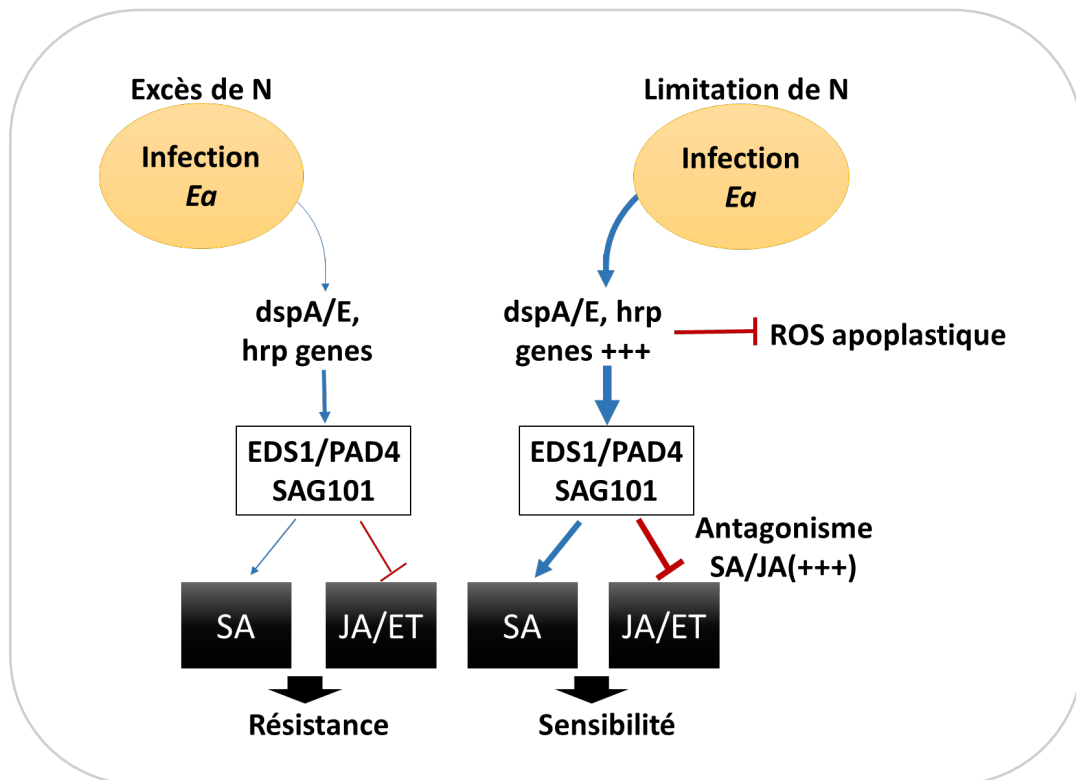 Excès de N
Infection
Ea
dspA/E,
hrp genes
EDS1/PAD4
SAG101
SA
JA/ET
Résistance
Limitation de N
Infection
Ea
dspA/E, hrp
genes +++
ROS apoplastique
EDS1/PAD4
SAG101
Antagonisme
SA/JA(+++)
SA
JA/ET
Sensibilité